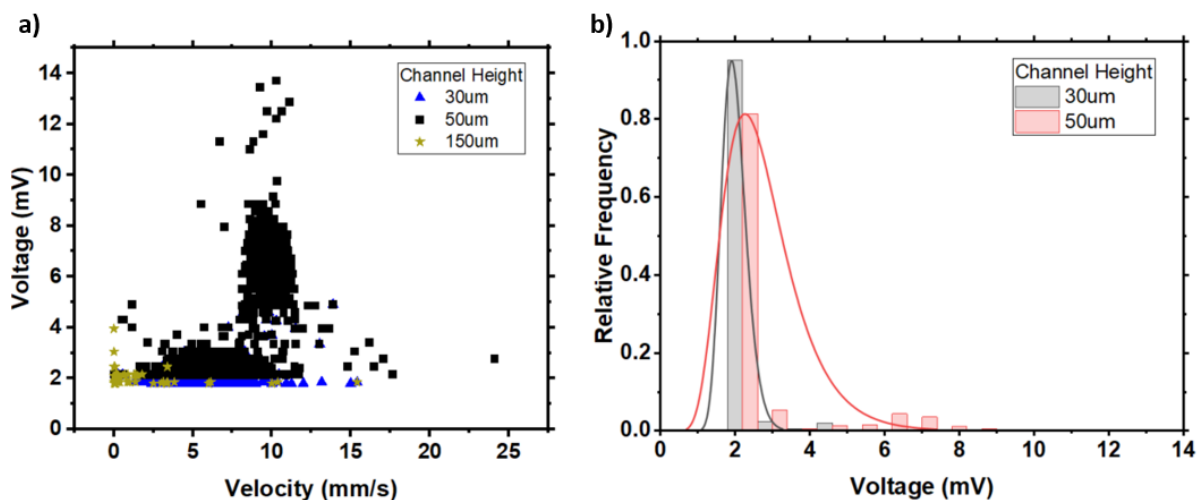 a)
Voltage (mV)
14
12
10
8
6
4
2
0
0 5 10 15 20 25
Velocity (mm/s)
Channel Height
30um
50um
150um
b)
Relative Frequency
1.0
0.8
0.6
0.4
0.2
0.0
0 2 4 6 8 10 12 14
Voltage (mV)
Channel Height
30um
50um